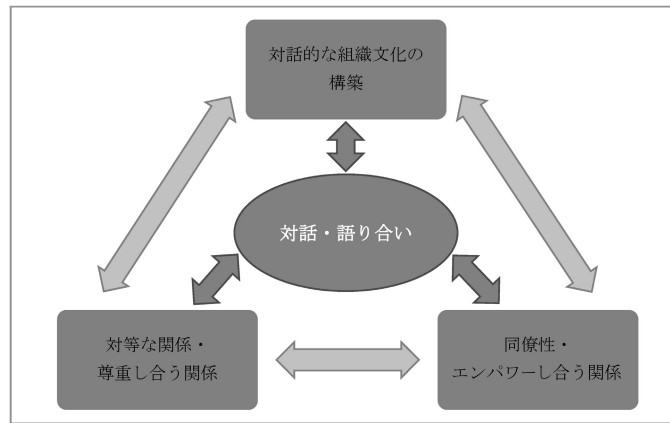 対話的な組織文化の
構築
対話・語り合い
対等な関係・
尊重し合う関係
同僚性・
エンパワーし合う関係